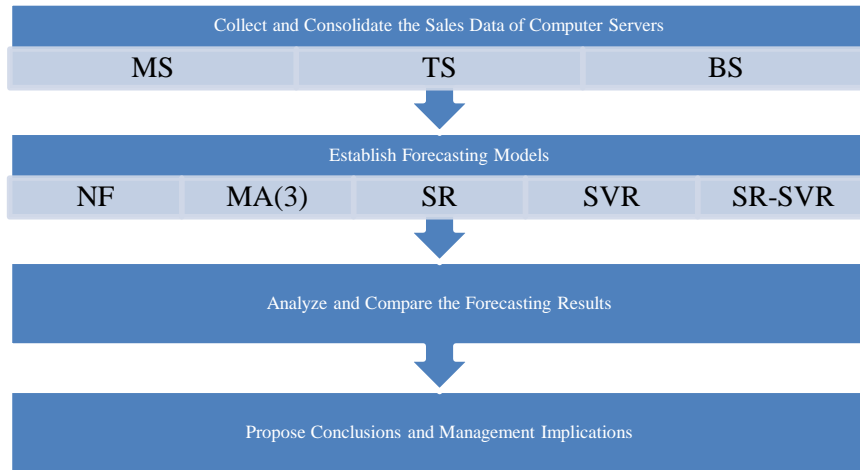 Collect and Consolidate the Sales Data of Computer Servers
MS TS BS
Establish Forecasting Models
NF MA(3) SR SVR SR-SVR
Analyze and Compare the Forecasting Results
Propose Conclusions and Management Implications